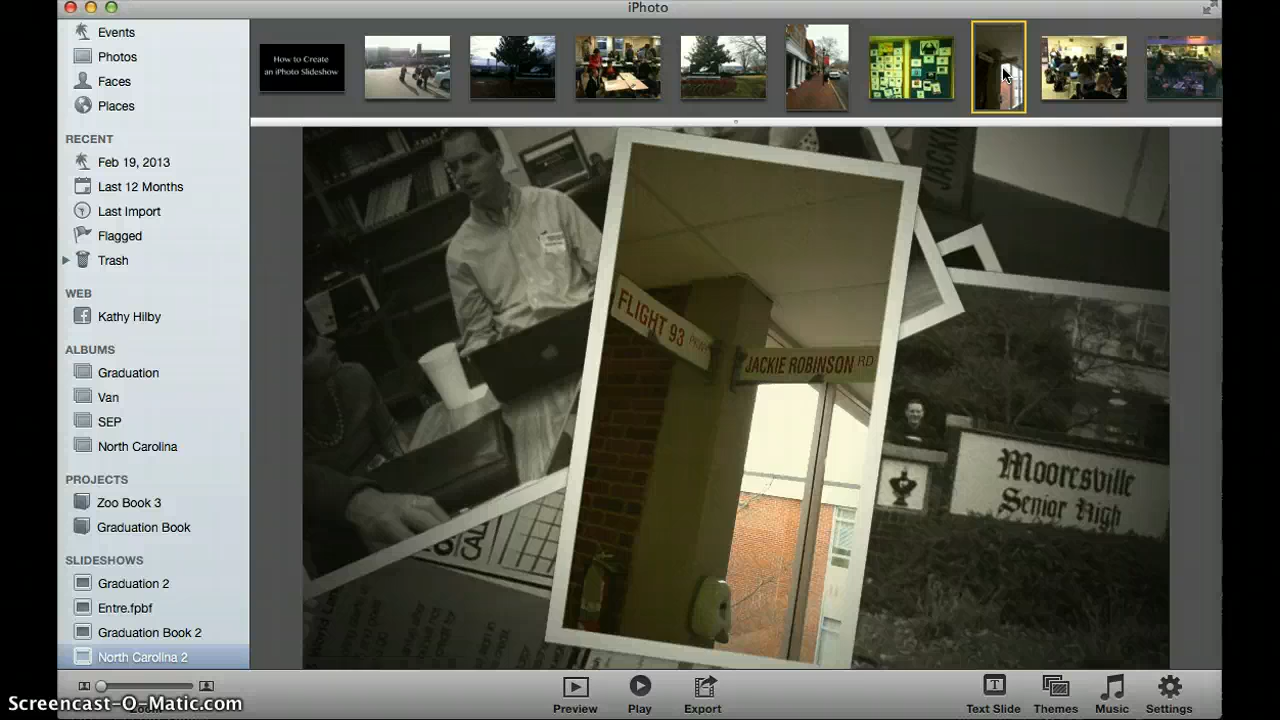 iPhoto
Events
Photos
Faces
Places
RECENT
Feb 19, 2013
Last 12 Months
Last Import
Flagged
Trash
WEB
Kathy Hilby
ALBUMS
Graduation
Van
SEP
North Carolina
PROJECTS
Zoo Book 3
Graduation Book
SLIDESHOWS
Graduation 2
Entre.fpbf
Graduation Book 2
North Carolina 2
How to Create
an iPhoto Slideshow
JACKIE
FLIGHT 93 PKWY
JACKIE ROBINSON RD
Mooresville
Senior High
Preview
Play
Export
Text Slide
Themes
Music
Settings
Screencast-O-Matic.com